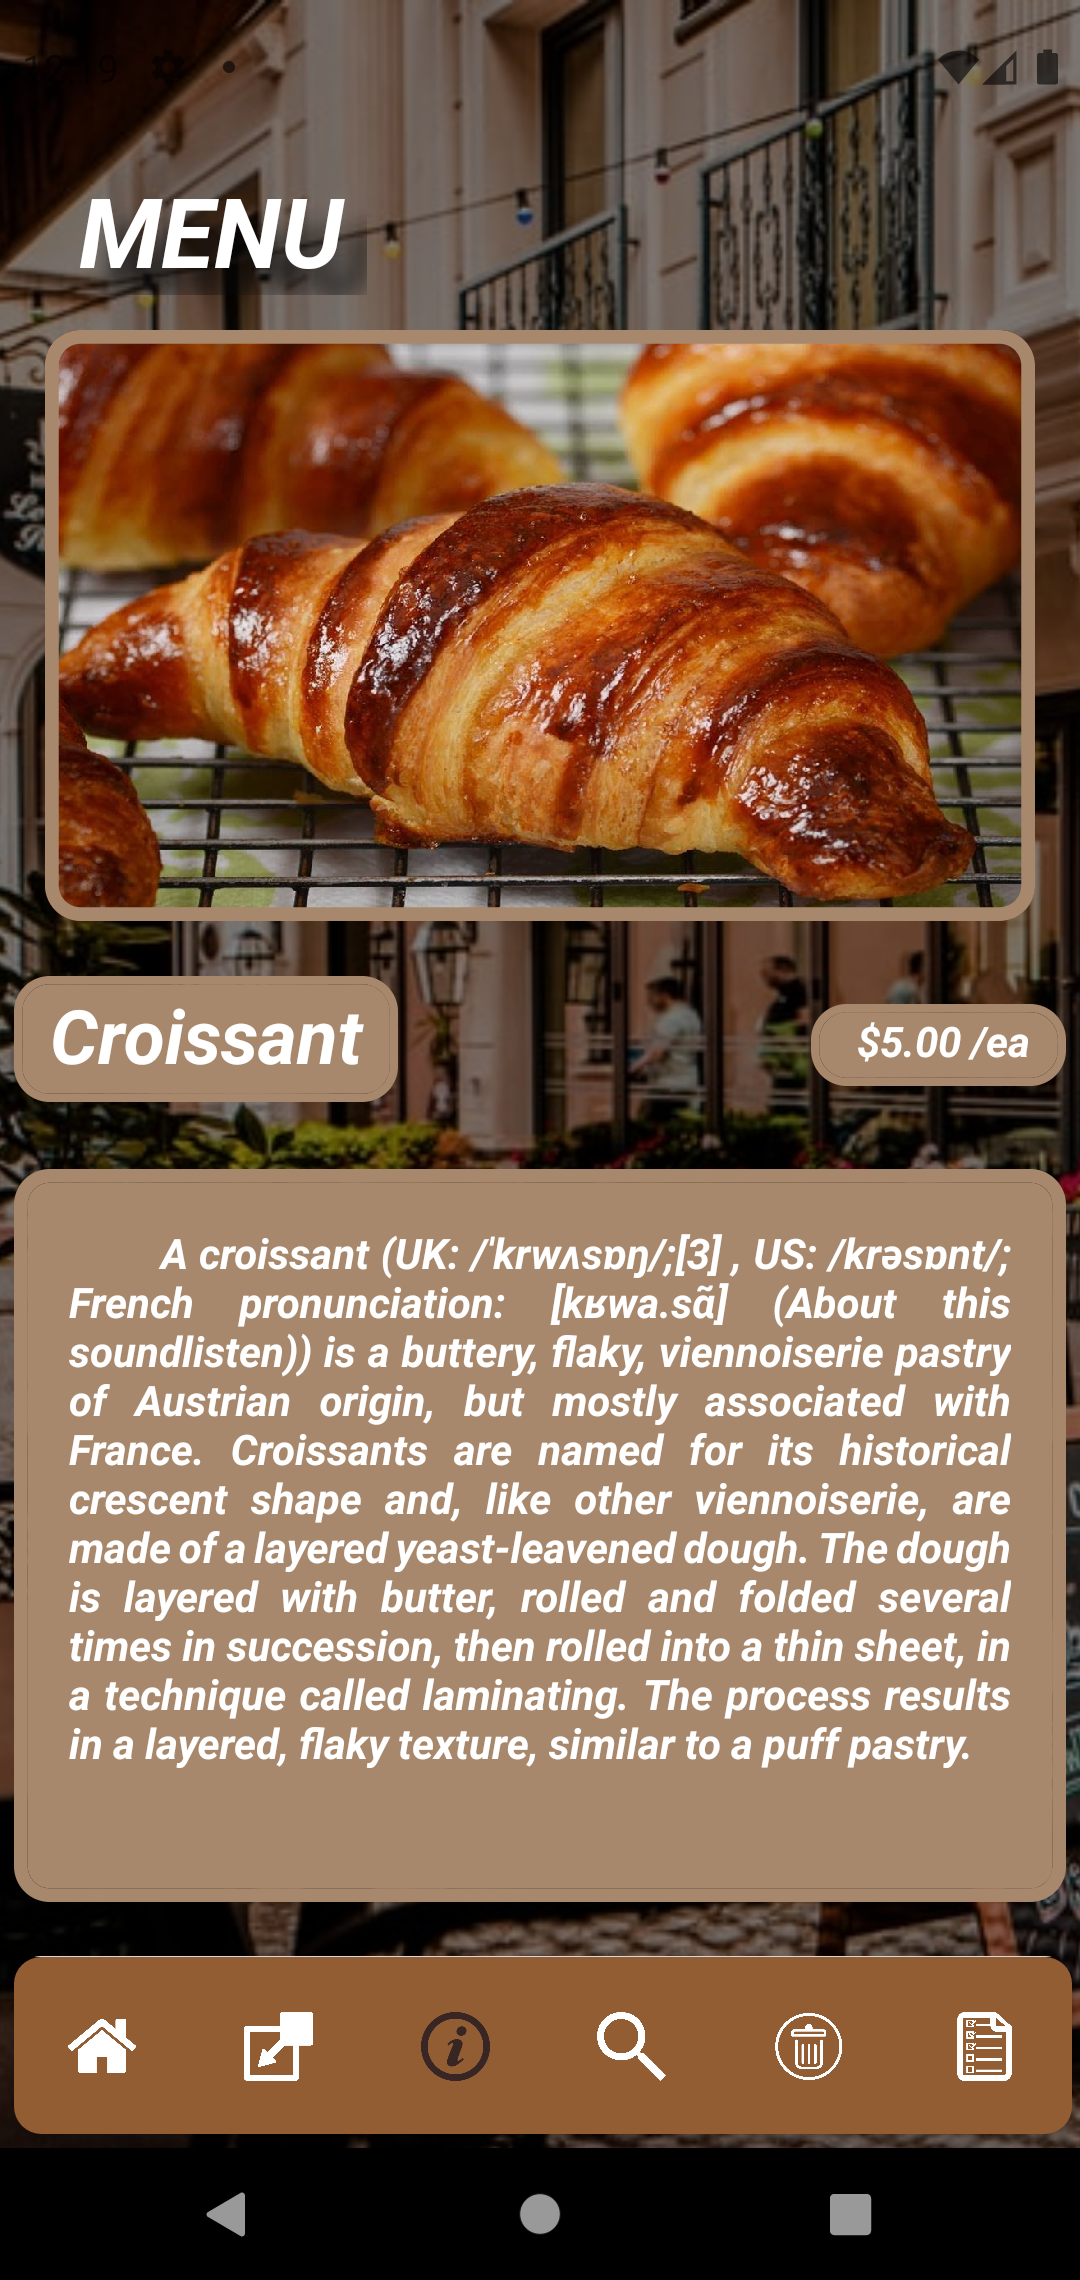 MENU
Croissant
$5.00 /ea
A croissant (UK: /ˈkrwʌsɒŋ/;[3] , US: /krəsɒnt/;
French pronunciation: [kʁwa.sɑ̃] (About this
soundlisten)) is a buttery, flaky, viennoiserie pastry
of Austrian origin, but mostly associated with
France. Croissants are named for its historical
crescent shape and, like other viennoiserie, are
made of a layered yeast-leavened dough. The dough
is layered with butter, rolled and folded several
times in succession, then rolled into a thin sheet, in
a technique called laminating. The process results
in a layered, flaky texture, similar to a puff pastry.